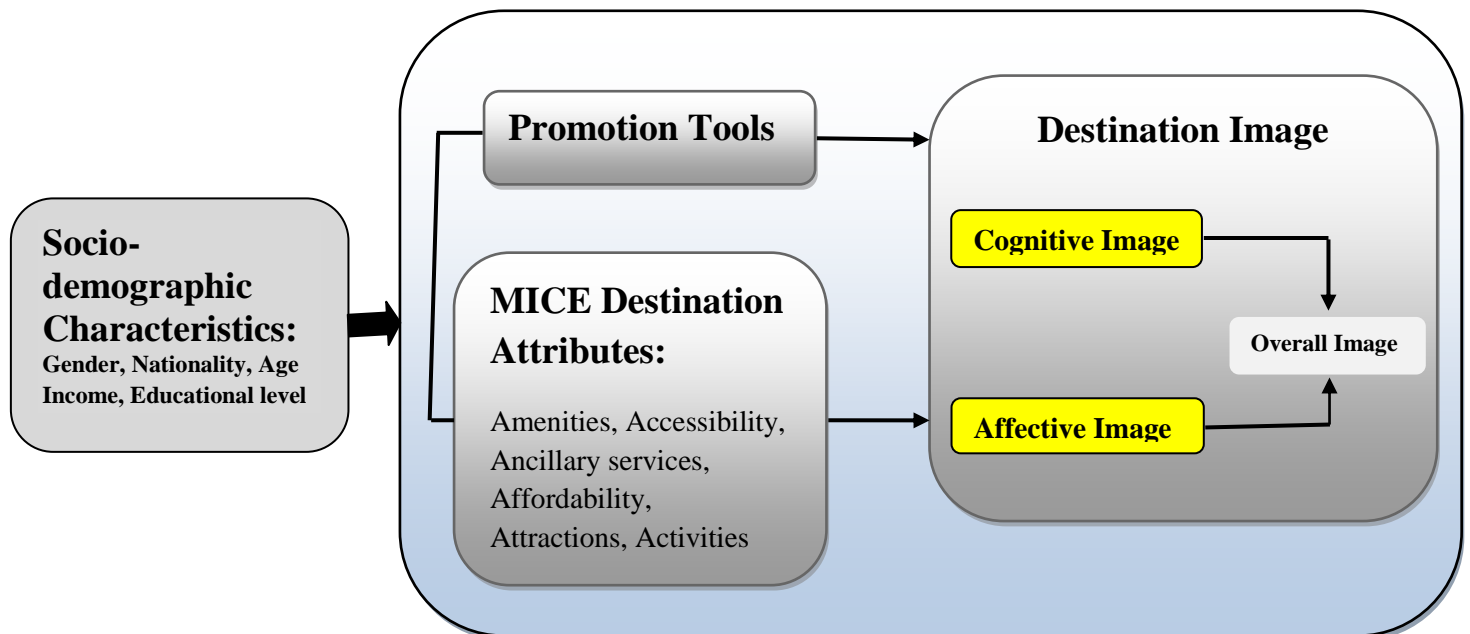 Socio-
demographic
Characteristics:
Gender, Nationality, Age
Income, Educational level
Promotion Tools
MICE Destination
Attributes:
Amenities, Accessibility,
Ancillary services,
Affordability,
Attractions, Activities
Destination Image
Cognitive Image
Overall Image
Affective Image